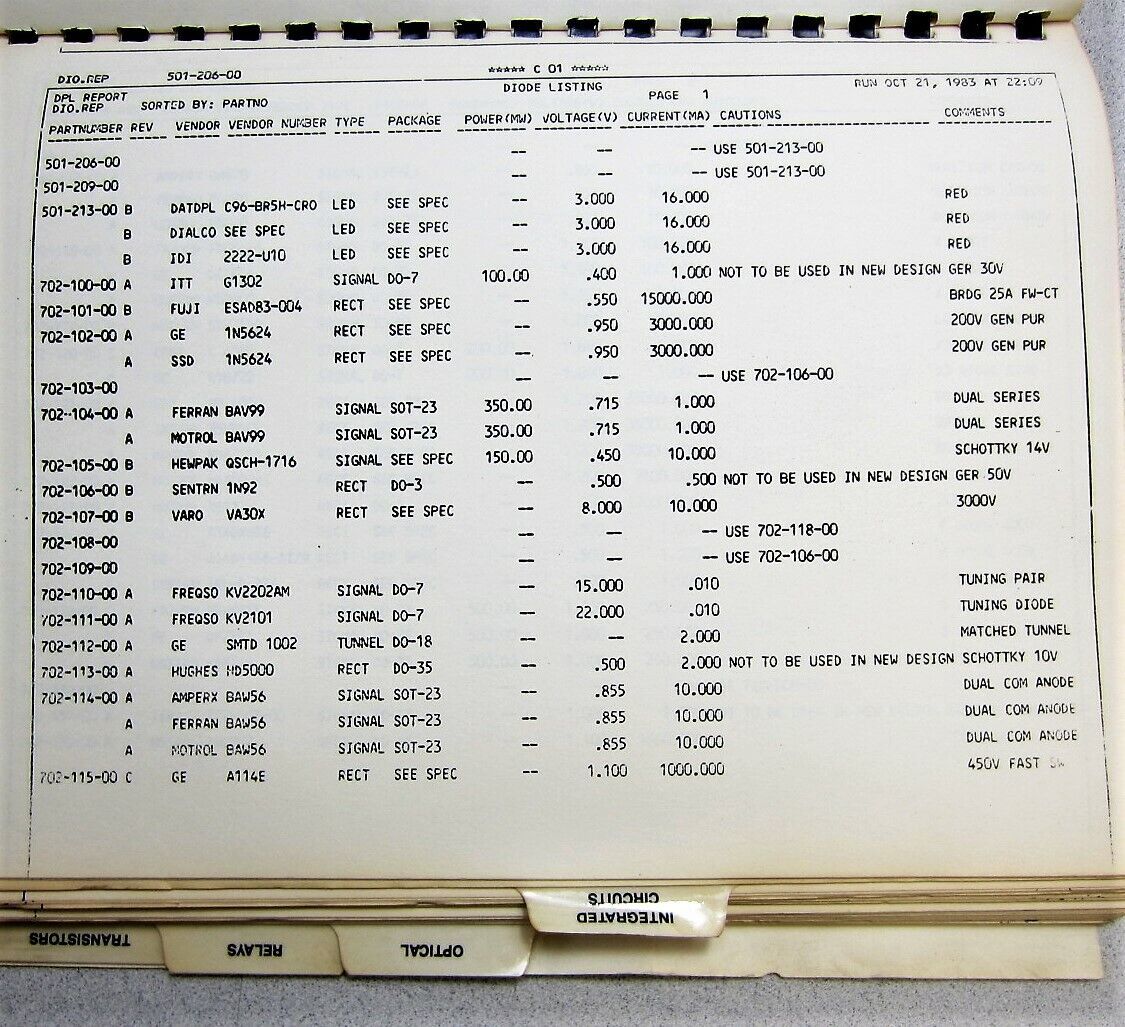 DIO.REP 501-206-00 ***** C 01 *****
DPL REPORT DIODE LISTING RUN OCT 21, 1983 AT 22:09
DIO.REP SORTED BY: PARTNO PAGE 1
PARTNUMBER REV VENDOR VENDOR NUMBER TYPE PACKAGE POWER(MW) VOLTAGE(V) CURRENT(MA) CAUTIONS COMMENTS
501-206-00 -- -- -- USE 501-213-00
501-209-00 -- -- -- USE 501-213-00
501-213-00 B DATDPL C96-BR5H-CRO LED SEE SPEC -- 3.000 16.000 RED
B DIALCO SEE SPEC LED SEE SPEC -- 3.000 16.000 RED
B IDI 2222-U10 LED SEE SPEC -- 3.000 16.000 RED
702-100-00 A ITT G1302 SIGNAL DO-7 100.00 .400 1.000 NOT TO BE USED IN NEW DESIGN GER 30V
702-101-00 B FUJI ESAD83-004 RECT SEE SPEC -- .550 15000.000 BRDG 25A FW-CT
702-102-00 A GE 1N5624 RECT SEE SPEC -- .950 3000.000 200V GEN PUR
A SSD 1N5624 RECT SEE SPEC -- .950 3000.000 200V GEN PUR
702-103-00 -- -- -- USE 702-106-00
702-104-00 A FERRAN BAV99 SIGNAL SOT-23 350.00 .715 1.000 DUAL SERIES
A MOTROL BAV99 SIGNAL SOT-23 350.00 .715 1.000 DUAL SERIES
702-105-00 B HEWPAK QSCH-1716 SIGNAL SEE SPEC 150.00 .450 10.000 SCHOTTKY 14V
702-106-00 B SENTRN 1N92 RECT DO-3 -- .500 .500 NOT TO BE USED IN NEW DESIGN GER 50V
702-107-00 B VARO VA30X RECT SEE SPEC -- 8.000 10.000 3000V
702-108-00 -- -- -- USE 702-118-00
702-109-00 -- -- -- USE 702-106-00
702-110-00 A FREQSO KV2202AM SIGNAL DO-7 -- 15.000 .010 TUNING PAIR
702-111-00 A FREQSO KV2101 SIGNAL DO-7 -- 22.000 .010 TUNING DIODE
702-112-00 A GE SMTD 1002 TUNNEL DO-18 -- -- 2.000 MATCHED TUNNEL
702-113-00 A HUGHES HD5000 RECT DO-35 -- .500 2.000 NOT TO BE USED IN NEW DESIGN SCHOTTKY 10V
702-114-00 A AMPERX BAW56 SIGNAL SOT-23 -- .855 10.000 DUAL COM ANODE
A FERRAN BAW56 SIGNAL SOT-23 -- .855 10.000 DUAL COM ANODE
A MOTROL BAW56 SIGNAL SOT-23 -- .855 10.000 DUAL COM ANODE
702-115-00 C GE A114E RECT SEE SPEC -- 1.100 1000.000 450V FAST SW
INTEGRATED
CIRCUITS
TRANSISTORS
RELAYS
OPTICAL